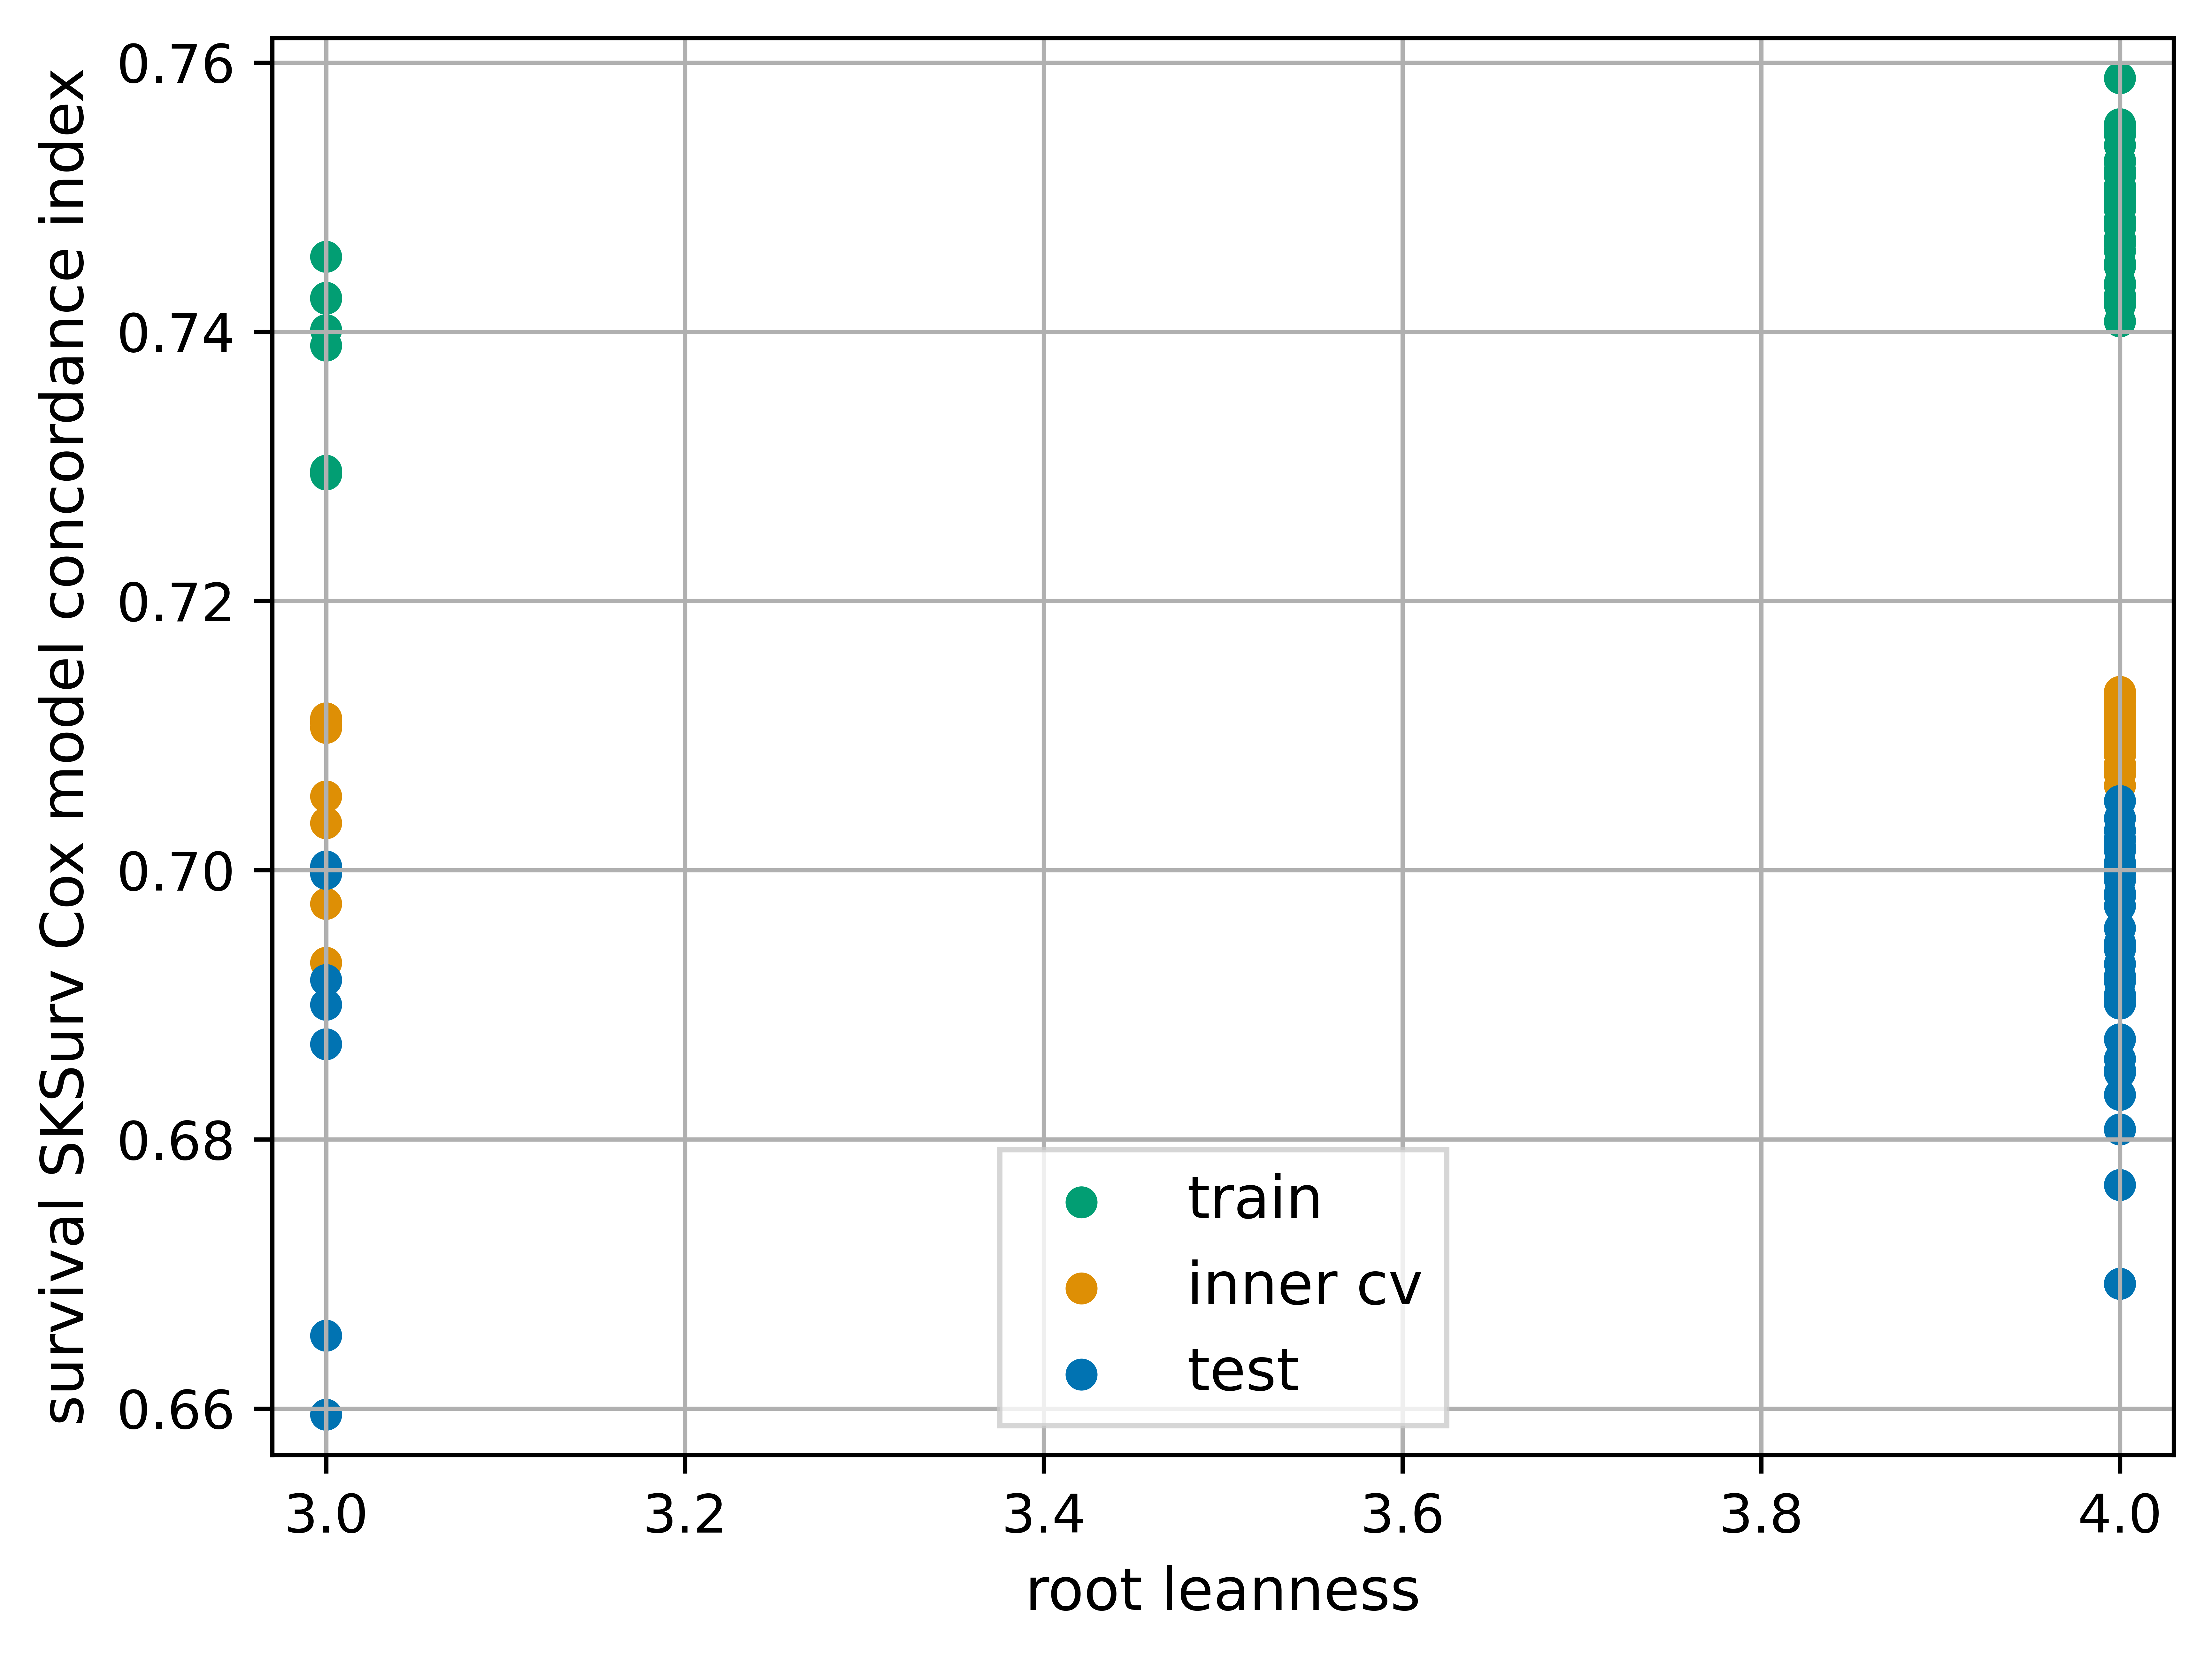 survival SKSurv Cox model concordance index
0.76
0.74
0.72
0.70
0.68
0.66
train
inner cv
test
3.0 3.2 3.4 3.6 3.8 4.0
root leanness